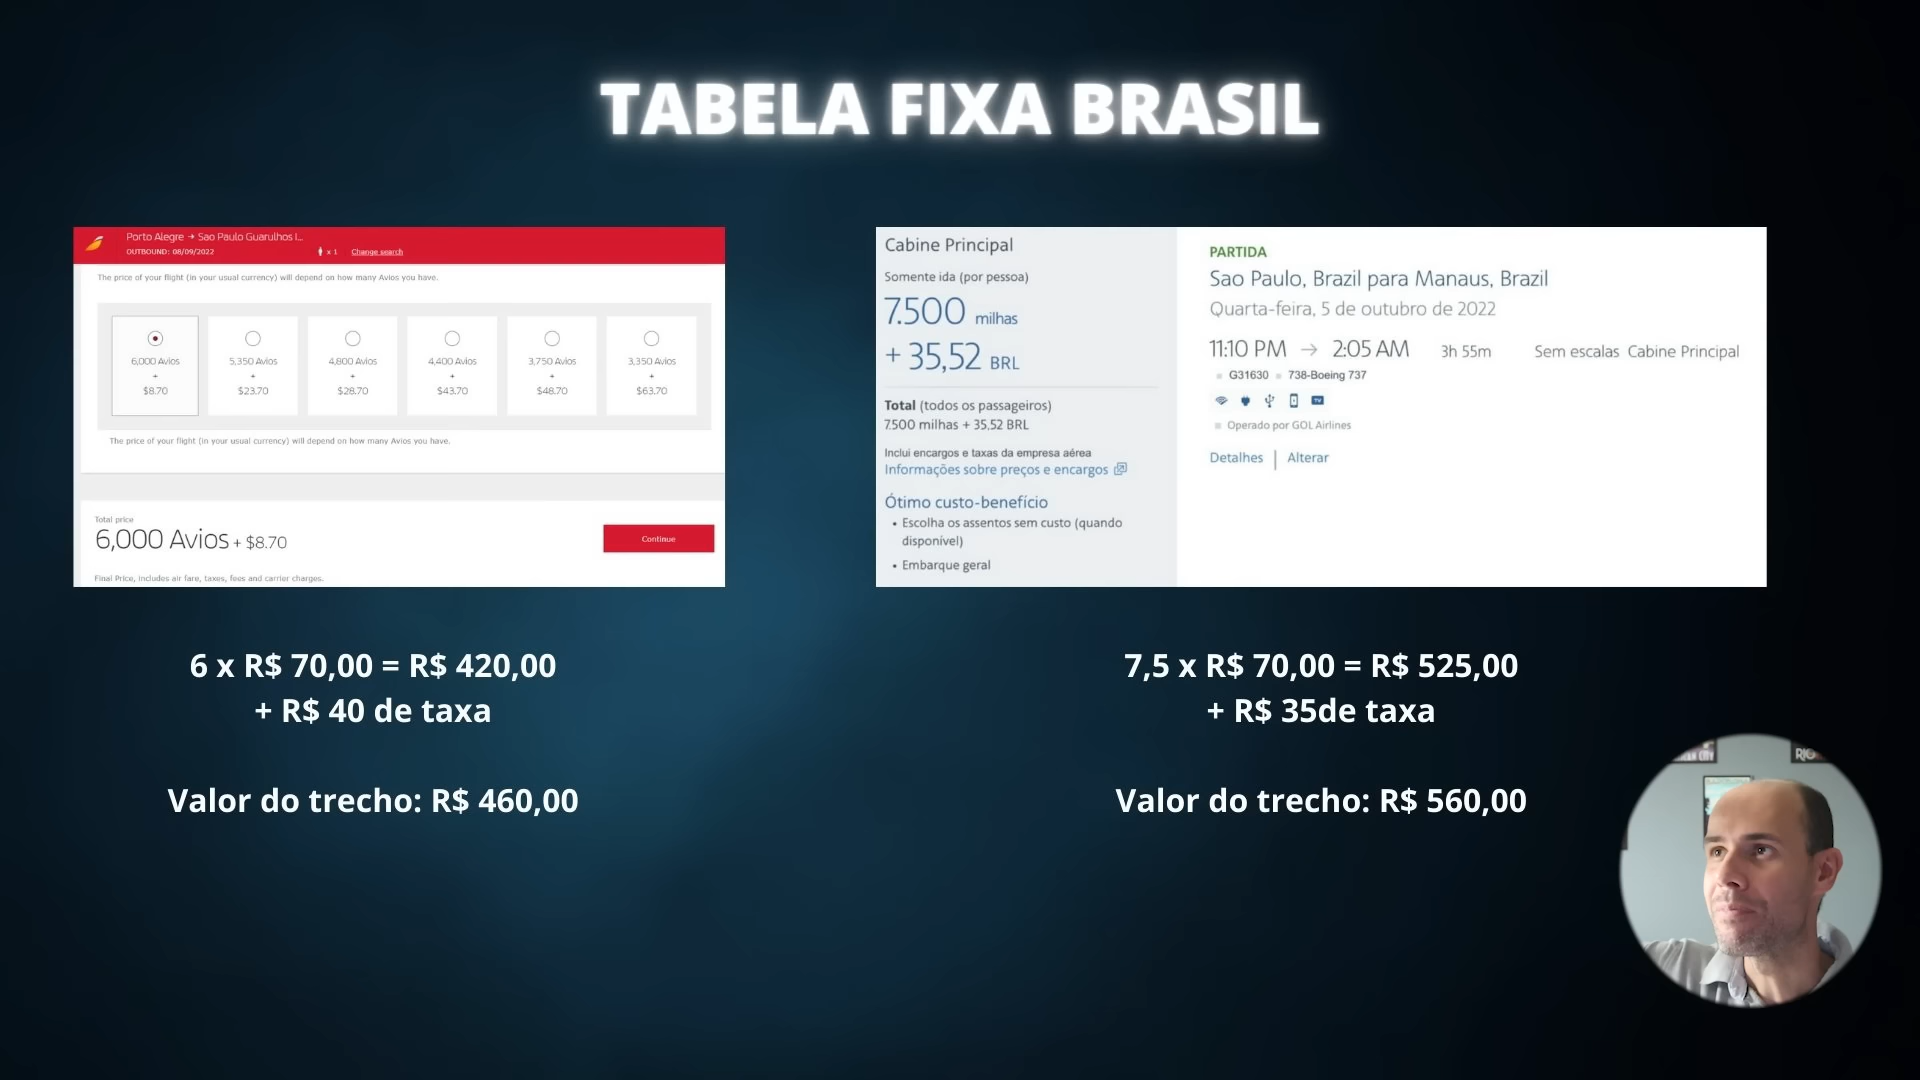 TABELA FIXA BRASIL
Porto Alegre → Sao Paulo Guarulhos I...
OUTBOUND: 08/09/2022
x 1 Change search
The price of your flight (in your usual currency) will depend on how many Avios you have.
6,000 Avios + $8.70
5,350 Avios + $23.70
4,800 Avios + $28.70
4,400 Avios + $43.70
3,750 Avios + $48.70
3,350 Avios + $63.70
The price of your flight (in your usual currency) will depend on how many Avios you have.
Total price
6,000 Avios + $8.70
Continue
Final Price, includes air fare, taxes, fees and carrier charges.
Cabine Principal
Somente ida (por pessoa)
7.500 milhas
+ 35,52 BRL
Total (todos os passageiros)
7.500 milhas + 35,52 BRL
Inclui encargos e taxas da empresa aérea
Informações sobre preços e encargos
Ótimo custo-benefício
• Escolha os assentos sem custo (quando
disponível)
• Embarque geral
PARTIDA
Sao Paulo, Brazil para Manaus, Brazil
Quarta-feira, 5 de outubro de 2022
11:10 PM → 2:05 AM 3h 55m Sem escalas Cabine Principal
G31630 738-Boeing 737
TV
Operado por GOL Airlines
Detalhes | Alterar
6 x R$ 70,00 = R$ 420,00
+ R$ 40 de taxa
Valor do trecho: R$ 460,00
7,5 x R$ 70,00 = R$ 525,00
+ R$ 35de taxa
Valor do trecho: R$ 560,00
RIO